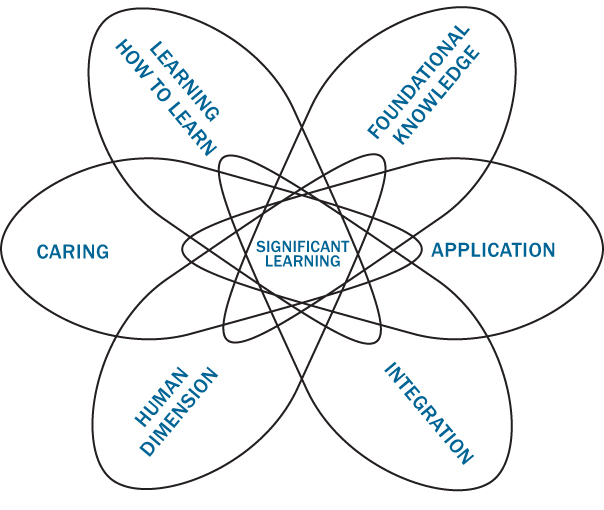 LEARNING
HOW TO LEARN
FOUNDATIONAL
KNOWLEDGE
CARING
SIGNIFICANT
LEARNING
APPLICATION
HUMAN
DIMENSION
INTEGRATION